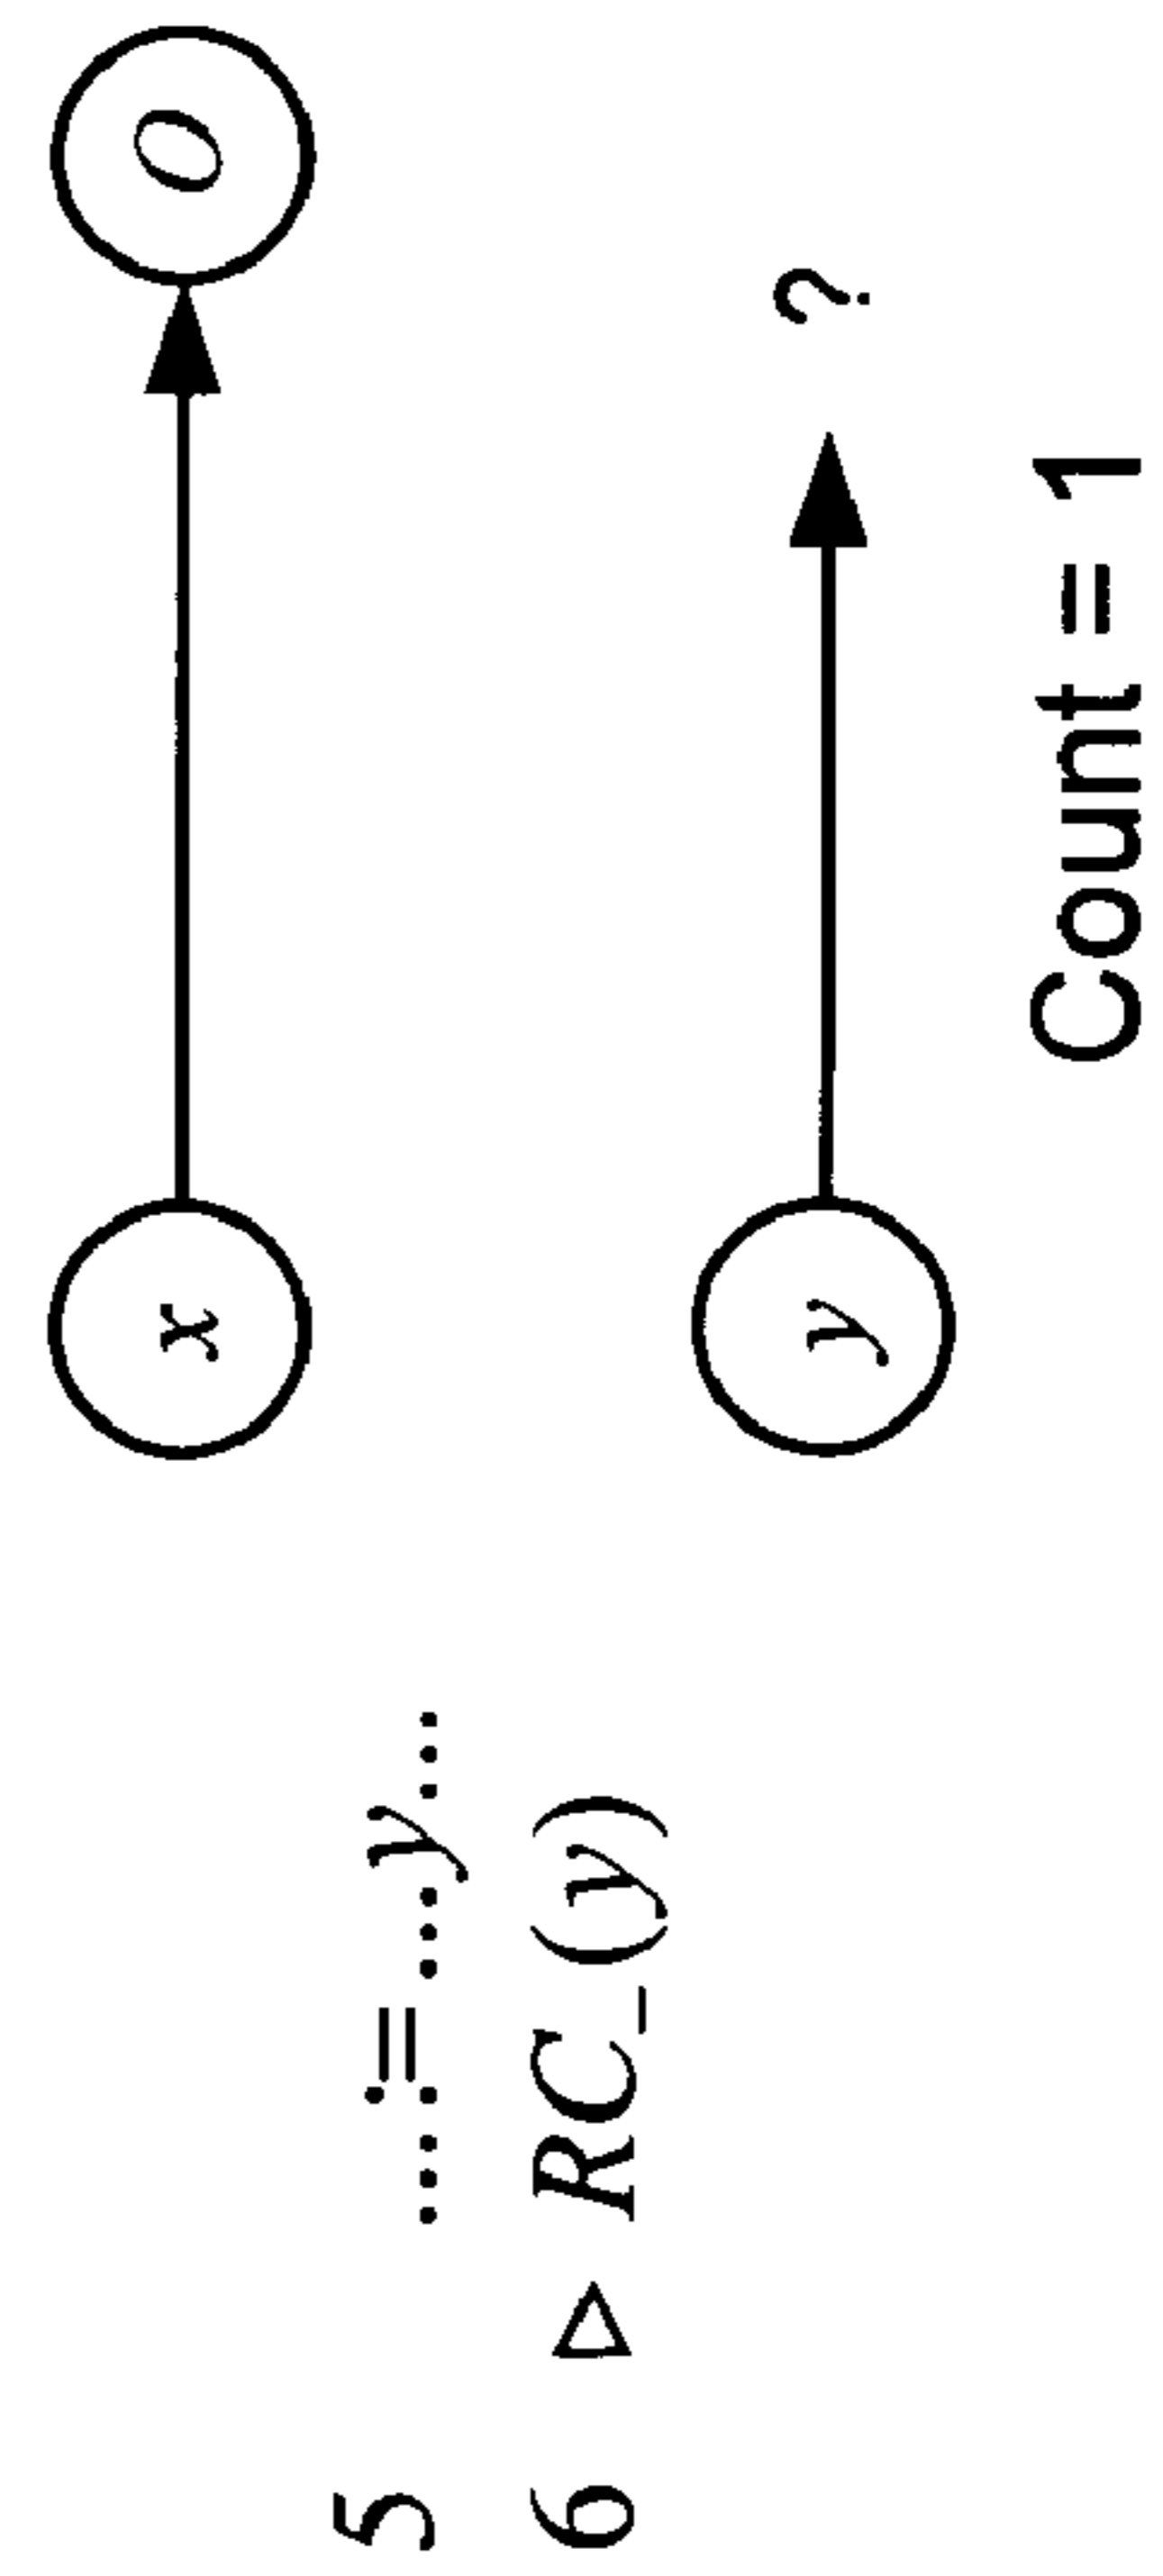 x O
5 ...:=...y...
6 ▷ RC_(y)
y ?
Count = 1